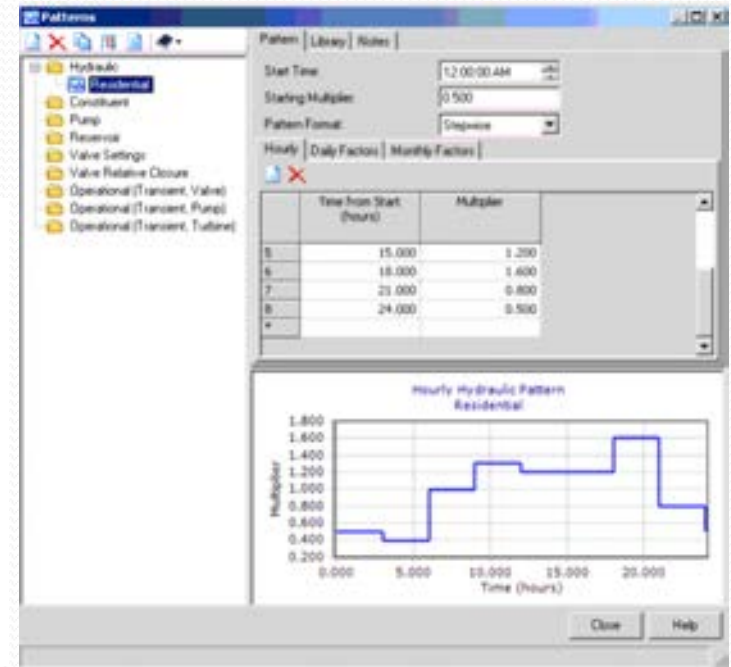 Patterns
Hydraulic
Residential
Constituent
Pump
Reservoir
Valve Settings
Valve Relative Closure
Operational (Transient, Valve)
Operational (Transient, Pump)
Operational (Transient, Turbine)
Pattern Library Notes
Start Time: 12:00:00 AM
Starting Multiplier: 0.500
Pattern Format: Stepwise
Hourly Daily Factors Monthly Factors
Time from Start (hours) Multiplier
5 15.000 1.200
6 18.000 1.600
7 21.000 0.800
8 24.000 0.500
*
Hourly Hydraulic Pattern
Residential
Multiplier
1.800
1.600
1.400
1.200
1.000
0.800
0.600
0.400
0.200
0.000 5.000 10.000 15.000 20.000
Time (hours)
Close Help